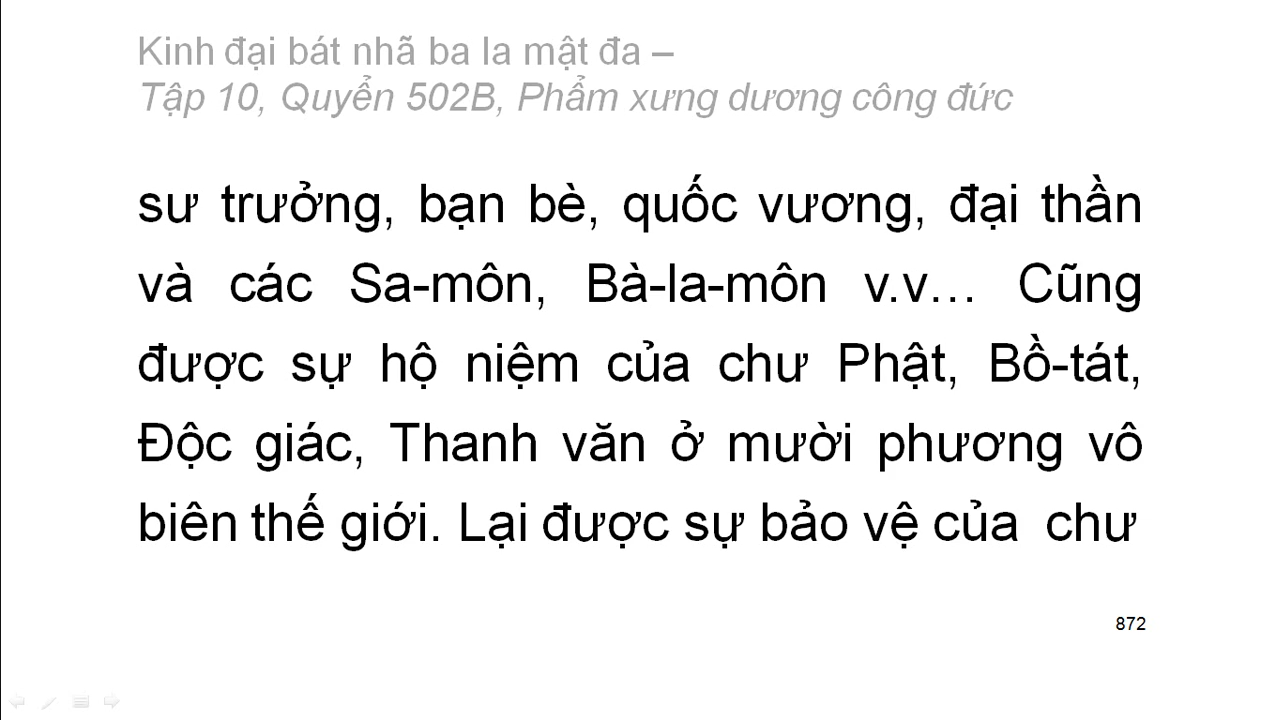 Kinh đại bát nhã ba la mật đa –
Tập 10, Quyển 502B, Phẩm xưng dương công đức
sư trưởng, bạn bè, quốc vương, đại thần
và các Sa-môn, Bà-la-môn v.v… Cũng
được sự hộ niệm của chư Phật, Bồ-tát,
Độc giác, Thanh văn ở mười phương vô
biên thế giới. Lại được sự bảo vệ của chư
872